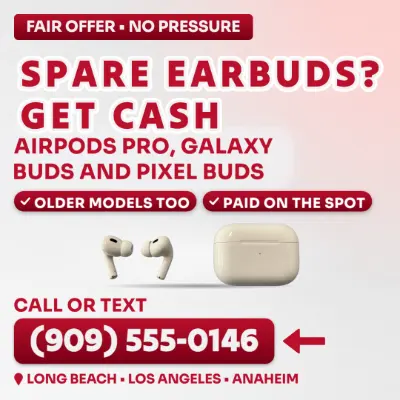 FAIR OFFER • NO PRESSURE
SPARE EARBUDS?
GET CASH
AIRPODS PRO, GALAXY
BUDS AND PIXEL BUDS
✓ OLDER MODELS TOO ✓ PAID ON THE SPOT
CALL OR TEXT
(909) 555-0146
LONG BEACH • LOS ANGELES • ANAHEIM